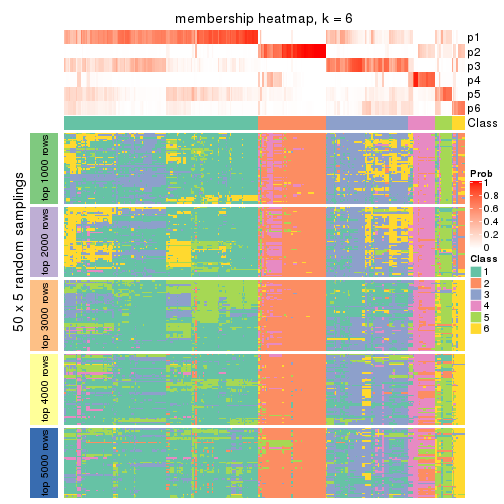 membership heatmap, k = 6
p1
p2
p3
p4
p5
p6
Class
50 x 5 random samplings
top 1000 rows
top 2000 rows
top 3000 rows
top 4000 rows
top 5000 rows
Prob
1
0.8
0.6
0.4
0.2
0
Class
1
2
3
4
5
6